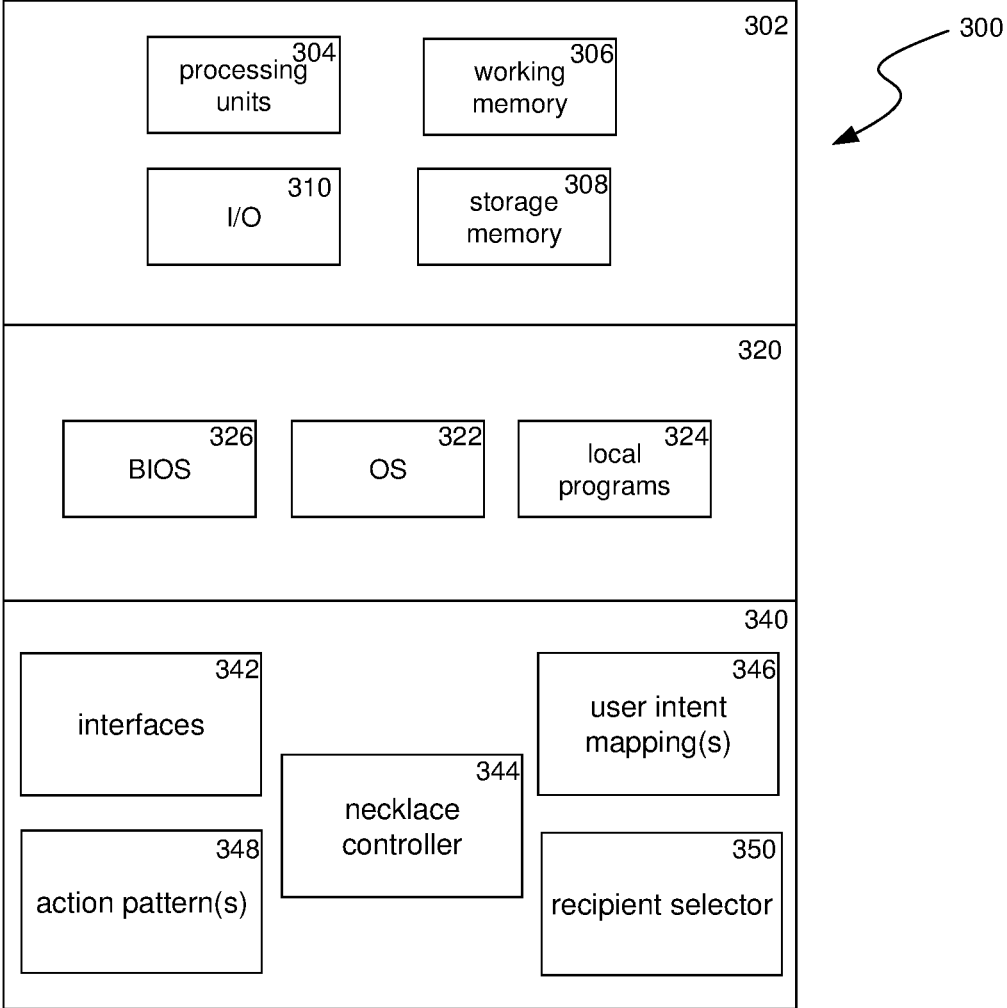 302
300
304
processing
units
306
working
memory
310
I/O
308
storage
memory
320
326
BIOS
322
OS
324
local
programs
340
342
interfaces
346
user intent
mapping(s)
344
necklace
controller
348
action pattern(s)
350
recipient selector